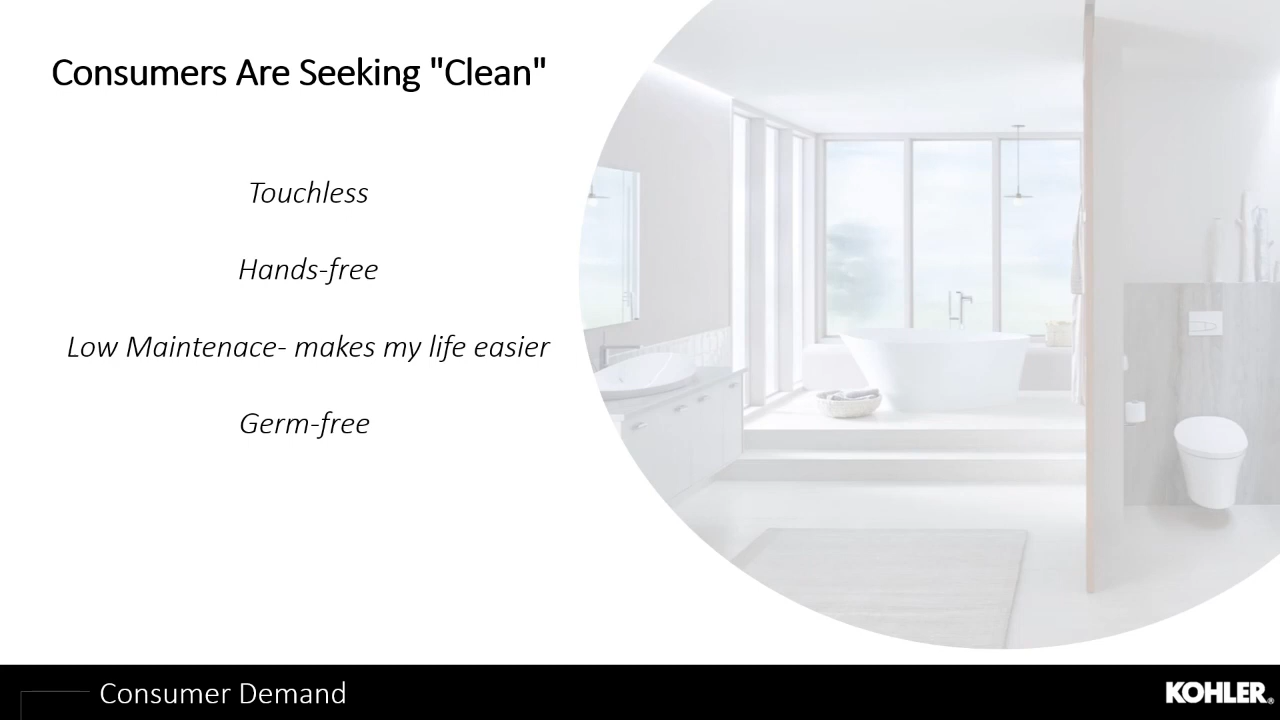 Consumers Are Seeking "Clean"
Touchless
Hands-free
Low Maintenace- makes my life easier
Germ-free
Consumer Demand
KOHLER®